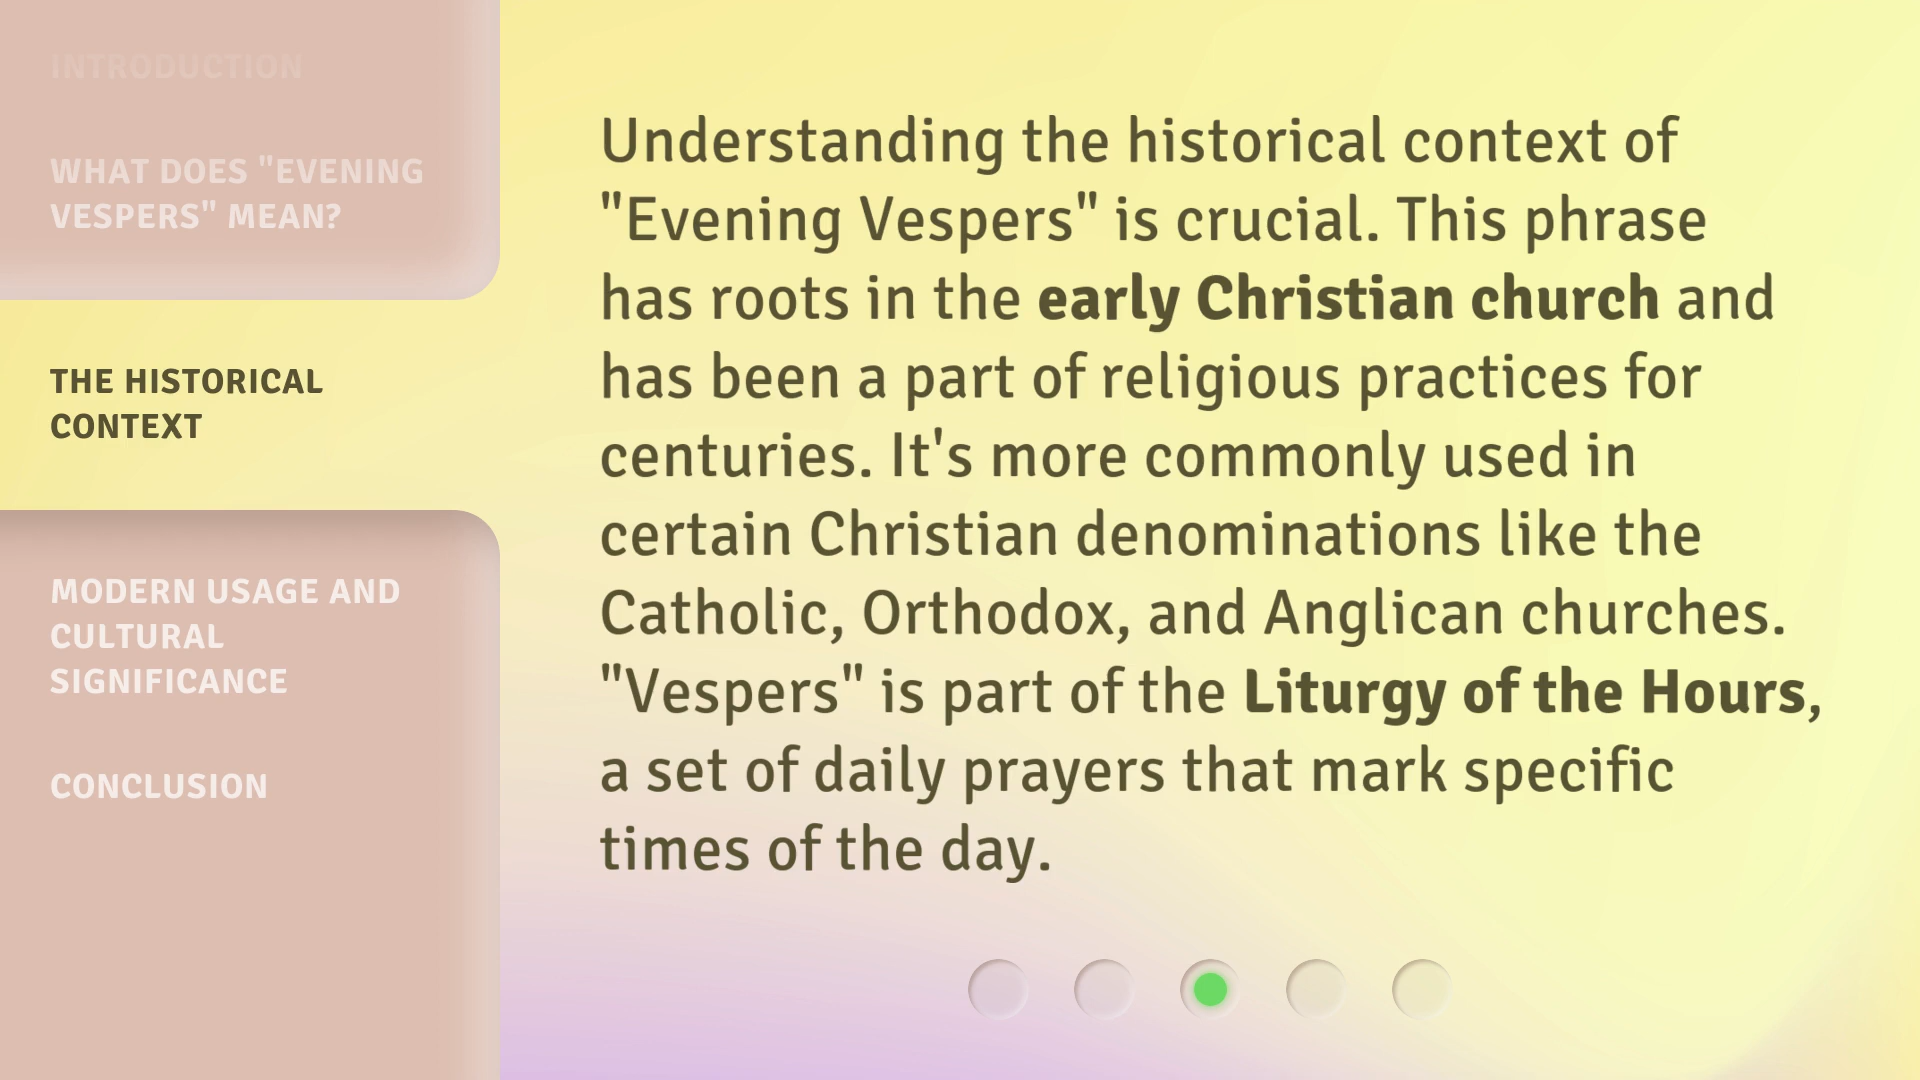 INTRODUCTION
WHAT DOES "EVENING
VESPERS" MEAN?
THE HISTORICAL
CONTEXT
MODERN USAGE AND
CULTURAL
SIGNIFICANCE
CONCLUSION
Understanding the historical context of
"Evening Vespers" is crucial. This phrase
has roots in the early Christian church and
has been a part of religious practices for
centuries. It's more commonly used in
certain Christian denominations like the
Catholic, Orthodox, and Anglican churches.
"Vespers" is part of the Liturgy of the Hours,
a set of daily prayers that mark specific
times of the day.